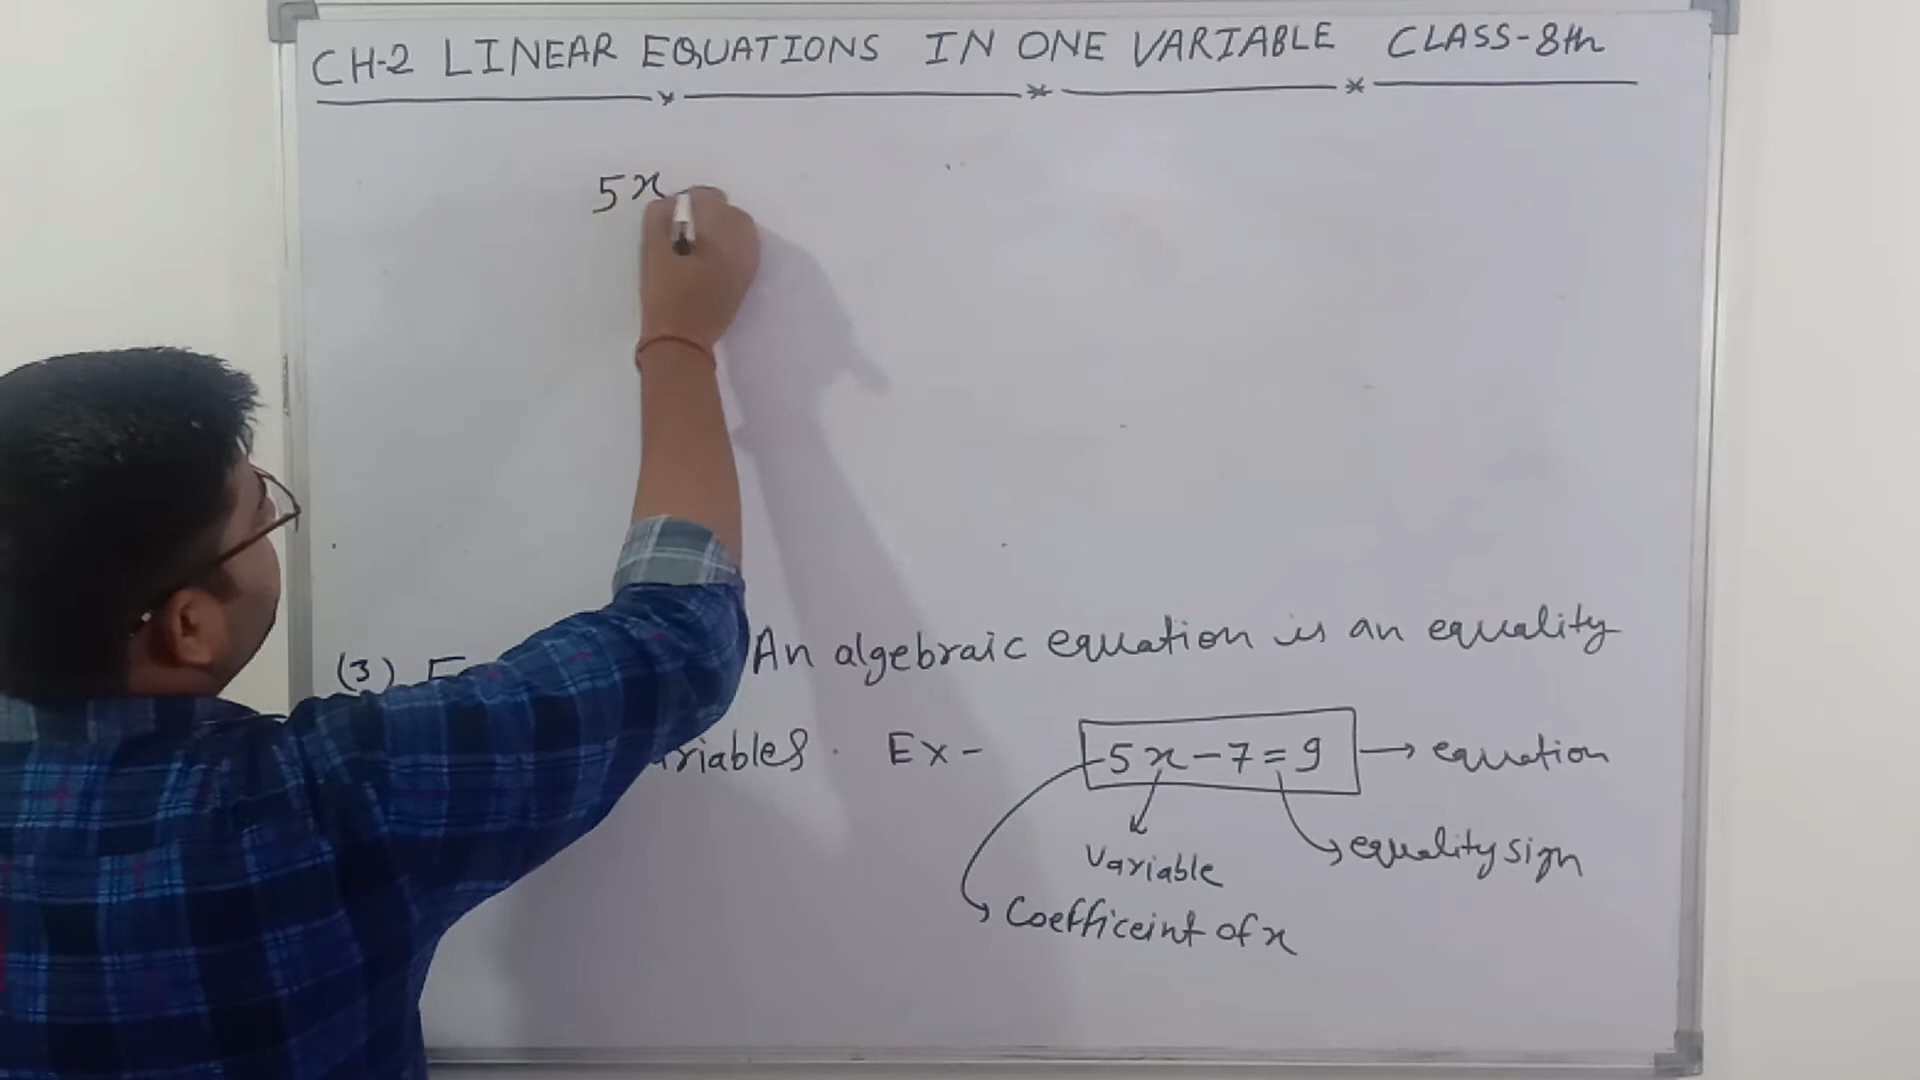 CH-2 LINEAR EQUATIONS IN ONE VARIABLE CLASS-8th
5x
(3) An algebraic equation is an equality
Ex - 5x-7=9 → equation
variable
equality sign
Coefficeint of x